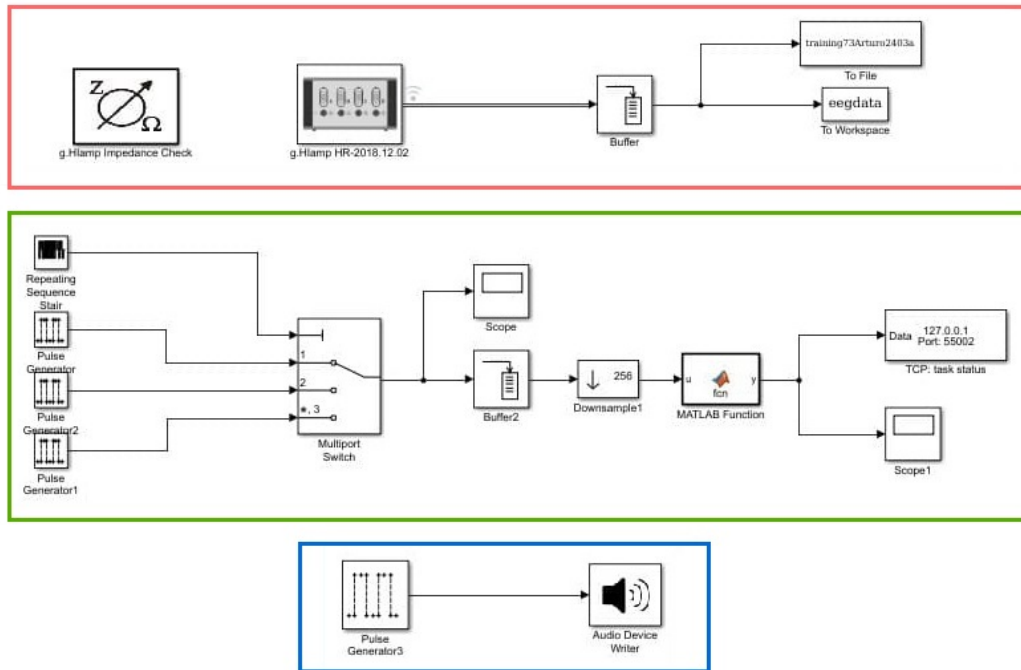 training73Arturo2403a
To File
Z
Ω
g.HIamp Impedance Check
g.HIamp HR-2018.12.02
Buffer
eegdata
To Workspace
Repeating
Sequence
Stair
Pulse
Generator
Pulse
Generator2
Pulse
Generator1
1
2
*, 3
Multiport
Switch
Scope
Buffer2
256
Downsample1
u
fcn
y
MATLAB Function
Data
127.0.0.1
Port: 55002
TCP: task status
Scope1
Pulse
Generator3
Audio Device
Writer